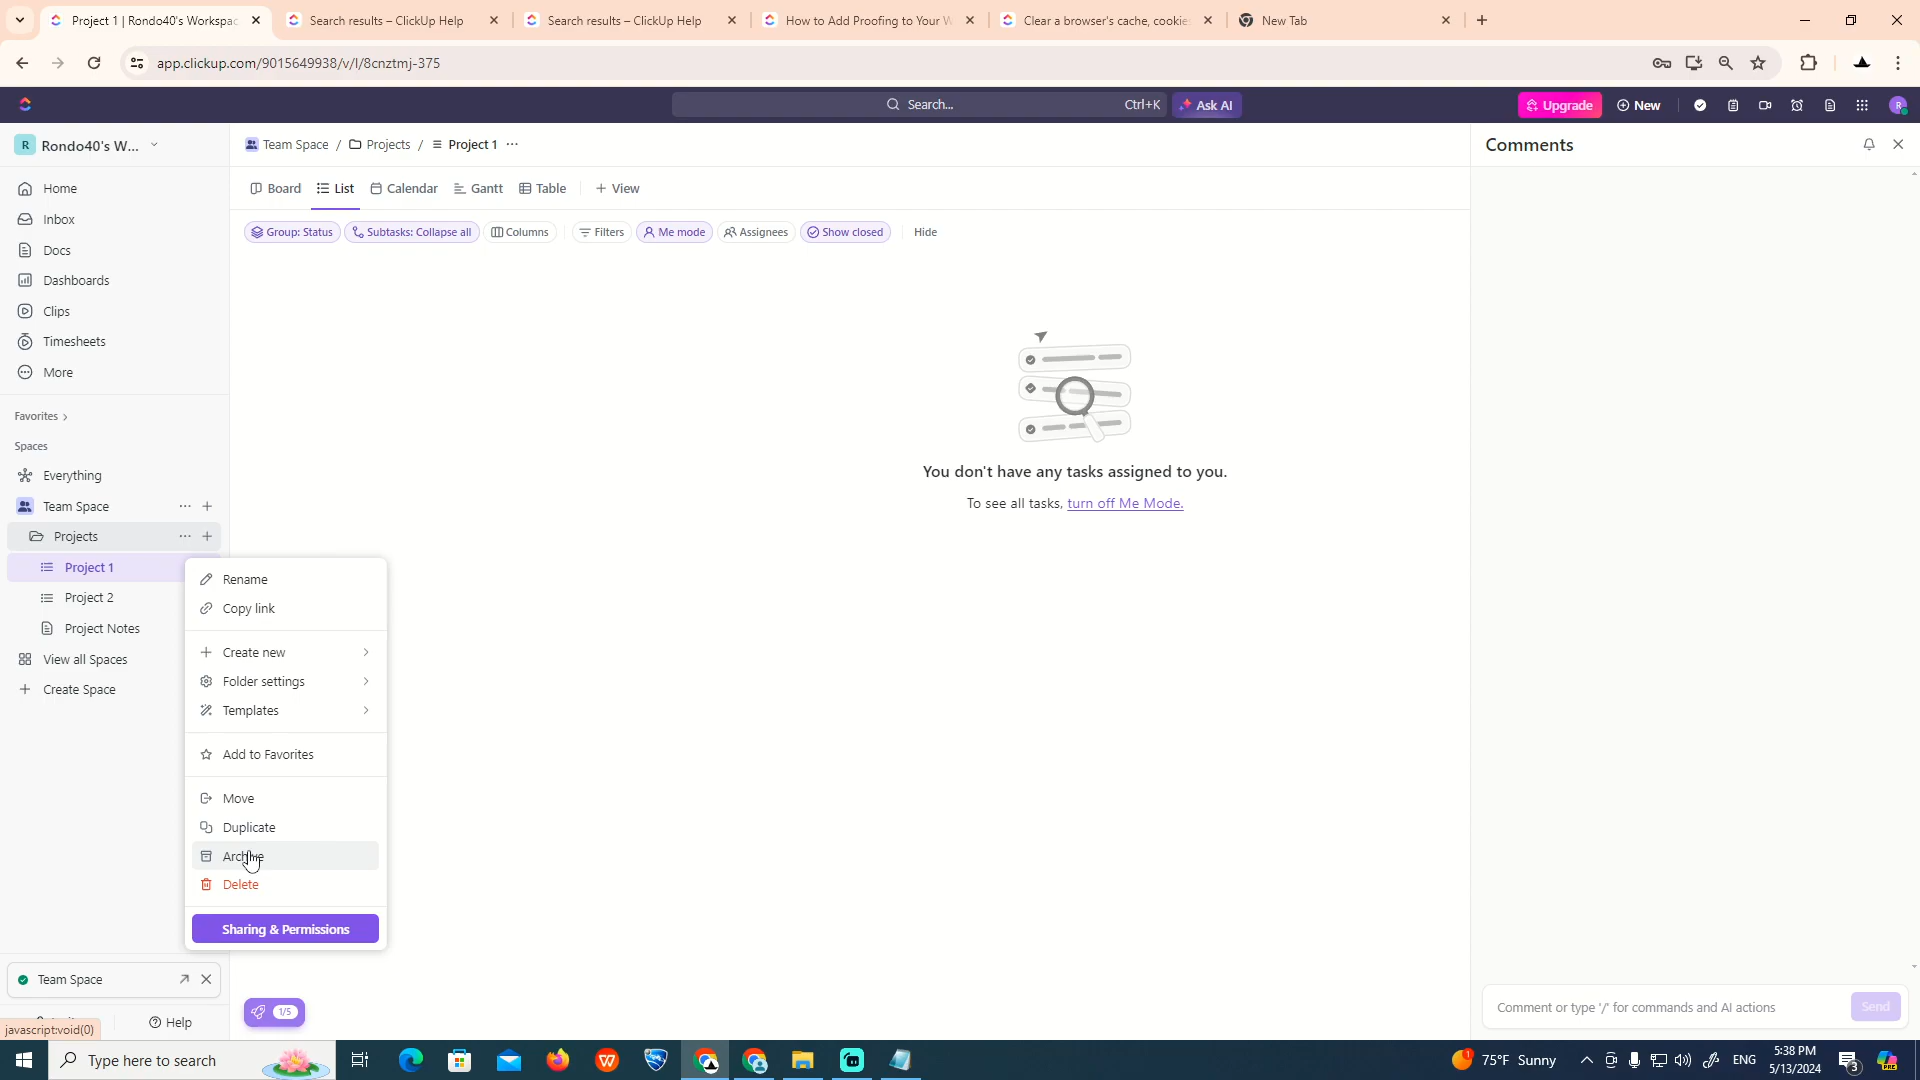 Project 1 | Rondo40's Workspac
Search results – ClickUp Help
Search results – ClickUp Help
How to Add Proofing to Your W
Clear a browser's cache, cookie
New Tab
app.clickup.com/9015649938/v/l/8cnztmj-375
Search...
Ctrl+K
Ask AI
Upgrade
New
R
R
Rondo40's W...
Team Space / Projects / Project 1
Comments
Home
Inbox
Docs
Dashboards
Clips
Timesheets
More
Board
List
Calendar
Gantt
Table
+ View
Group: Status
Subtasks: Collapse all
Columns
Filters
Me mode
Assignees
Show closed
Hide
Favorites
Spaces
Everything
Team Space
Projects
Project 1
Project 2
Project Notes
View all Spaces
Create Space
You don't have any tasks assigned to you.
To see all tasks, turn off Me Mode.
Rename
Copy link
Create new
Folder settings
Templates
Add to Favorites
Move
Duplicate
Archive
Delete
Sharing & Permissions
Team Space
Help
javascript:void(0)
1/5
Comment or type '/' for commands and AI actions
Send
Type here to search
75°F Sunny
ENG
5:38 PM
5/13/2024
3
PRE